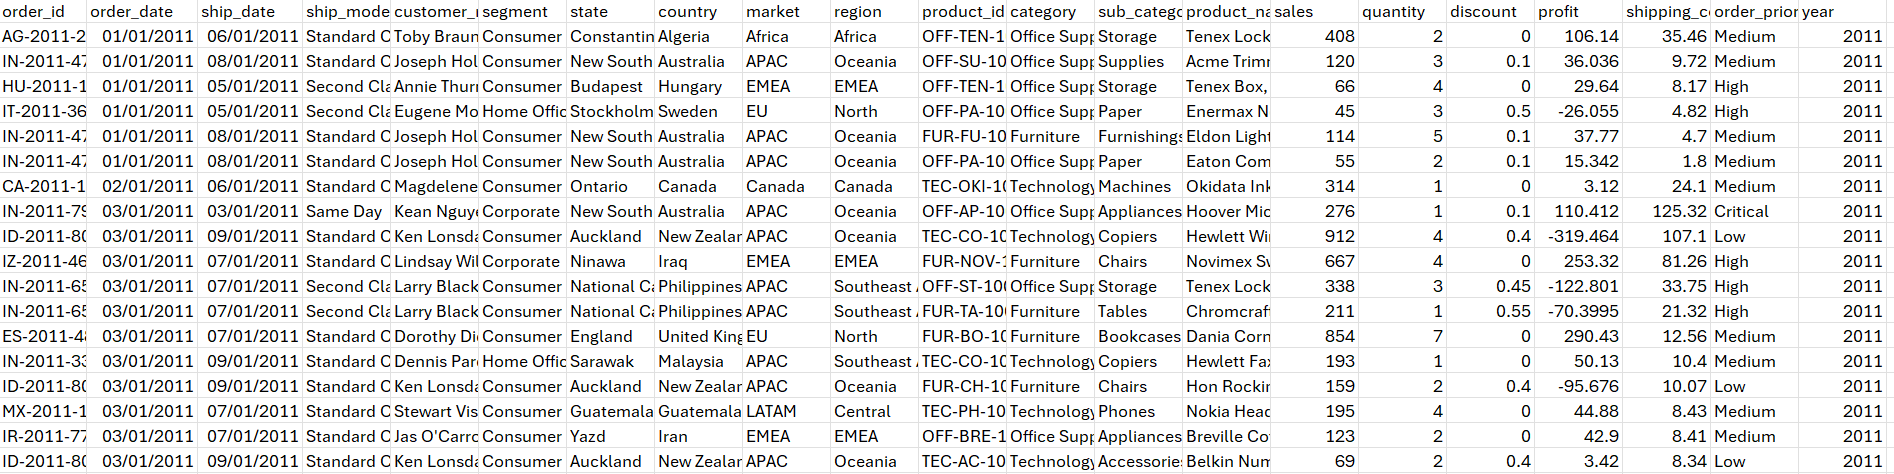 order_id order_date ship_date ship_mode customer_n segment state country market region product_id category sub_catego product_na sales quantity discount profit shipping_co order_prior year
AG-2011-2 01/01/2011 06/01/2011 Standard C Toby Braun Consumer Constantin Algeria Africa Africa OFF-TEN-1 Office Supp Storage Tenex Lock 408 2 0 106.14 35.46 Medium 2011
IN-2011-47 01/01/2011 08/01/2011 Standard C Joseph Hol Consumer New South Australia APAC Oceania OFF-SU-10 Office Supp Supplies Acme Trimm 120 3 0.1 36.036 9.72 Medium 2011
HU-2011-1 01/01/2011 05/01/2011 Second Cla Annie Thur Consumer Budapest Hungary EMEA EMEA OFF-TEN-1 Office Supp Storage Tenex Box, 66 4 0 29.64 8.17 High 2011
IT-2011-36 01/01/2011 05/01/2011 Second Cla Eugene Mo Home Offic Stockholm Sweden EU North OFF-PA-10 Office Supp Paper Enermax N 45 3 0.5 -26.055 4.82 High 2011
IN-2011-47 01/01/2011 08/01/2011 Standard C Joseph Hol Consumer New South Australia APAC Oceania FUR-FU-10 Furniture Furnishings Eldon Light 114 5 0.1 37.77 4.7 Medium 2011
IN-2011-47 01/01/2011 08/01/2011 Standard C Joseph Hol Consumer New South Australia APAC Oceania OFF-PA-10 Office Supp Paper Eaton Com 55 2 0.1 15.342 1.8 Medium 2011
CA-2011-1 02/01/2011 06/01/2011 Standard C Magdelene Consumer Ontario Canada Canada Canada TEC-OKI-10 Technology Machines Okidata Ink 314 1 0 3.12 24.1 Medium 2011
IN-2011-79 03/01/2011 03/01/2011 Same Day Kean Nguye Corporate New South Australia APAC Oceania OFF-AP-10 Office Supp Appliances Hoover Mic 276 1 0.1 110.412 125.32 Critical 2011
ID-2011-80 03/01/2011 09/01/2011 Standard C Ken Lonsda Consumer Auckland New Zealan APAC Oceania TEC-CO-10 Technology Copiers Hewlett Wi 912 4 0.4 -319.464 107.1 Low 2011
IZ-2011-46 03/01/2011 07/01/2011 Standard C Lindsay Wil Corporate Ninawa Iraq EMEA EMEA FUR-NOV-1 Furniture Chairs Novimex Sw 667 4 0 253.32 81.26 High 2011
IN-2011-65 03/01/2011 07/01/2011 Second Cla Larry Black Consumer National Ca Philippines APAC Southeast A OFF-ST-100 Office Supp Storage Tenex Lock 338 3 0.45 -122.801 33.75 High 2011
IN-2011-65 03/01/2011 07/01/2011 Second Cla Larry Black Consumer National Ca Philippines APAC Southeast A FUR-TA-100 Furniture Tables Chromcraf 211 1 0.55 -70.3995 21.32 High 2011
ES-2011-48 03/01/2011 07/01/2011 Standard C Dorothy Di Consumer England United King EU North FUR-BO-10 Furniture Bookcases Dania Corn 854 7 0 290.43 12.56 Medium 2011
IN-2011-33 03/01/2011 09/01/2011 Standard C Dennis Par Home Offic Sarawak Malaysia APAC Southeast A TEC-CO-10 Technology Copiers Hewlett Fax 193 1 0 50.13 10.4 Medium 2011
ID-2011-80 03/01/2011 09/01/2011 Standard C Ken Lonsda Consumer Auckland New Zealan APAC Oceania FUR-CH-10 Furniture Chairs Hon Rockin 159 2 0.4 -95.676 10.07 Low 2011
MX-2011-1 03/01/2011 07/01/2011 Standard C Stewart Vis Consumer Guatemala Guatemala LATAM Central TEC-PH-10 Technology Phones Nokia Head 195 4 0 44.88 8.43 Medium 2011
IR-2011-77 03/01/2011 07/01/2011 Standard C Jas O'Carro Consumer Yazd Iran EMEA EMEA OFF-BRE-1 Office Supp Appliances Breville Co 123 2 0 42.9 8.41 Medium 2011
ID-2011-80 03/01/2011 09/01/2011 Standard C Ken Lonsda Consumer Auckland New Zealan APAC Oceania TEC-AC-10 Technology Accessories Belkin Num 69 2 0.4 3.42 8.34 Low 2011